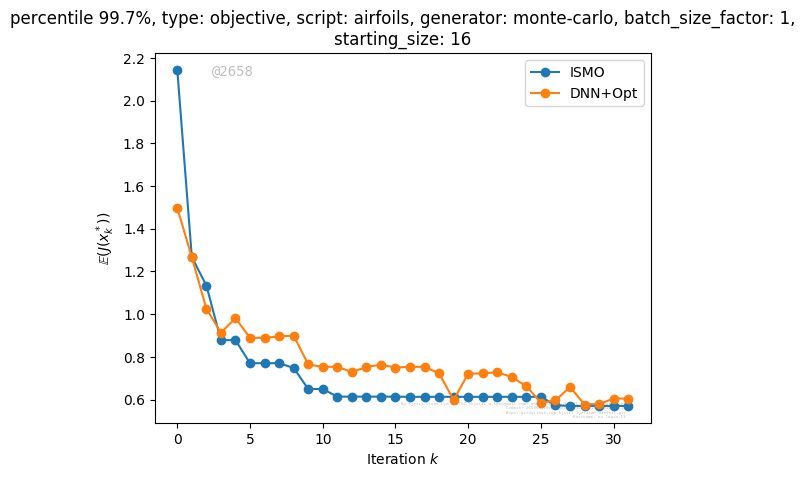 percentile 99.7%, type: objective, script: airfoils, generator: monte-carlo, batch_size_factor: 1,
starting_size: 16
@2658
ISMO
DNN+Opt
2.2
2.0
1.8
1.6
1.4
1.2
1.0
0.8
0.6
𝔼(J(x*ₖ))
0
5
10
15
20
25
30
Iteration k